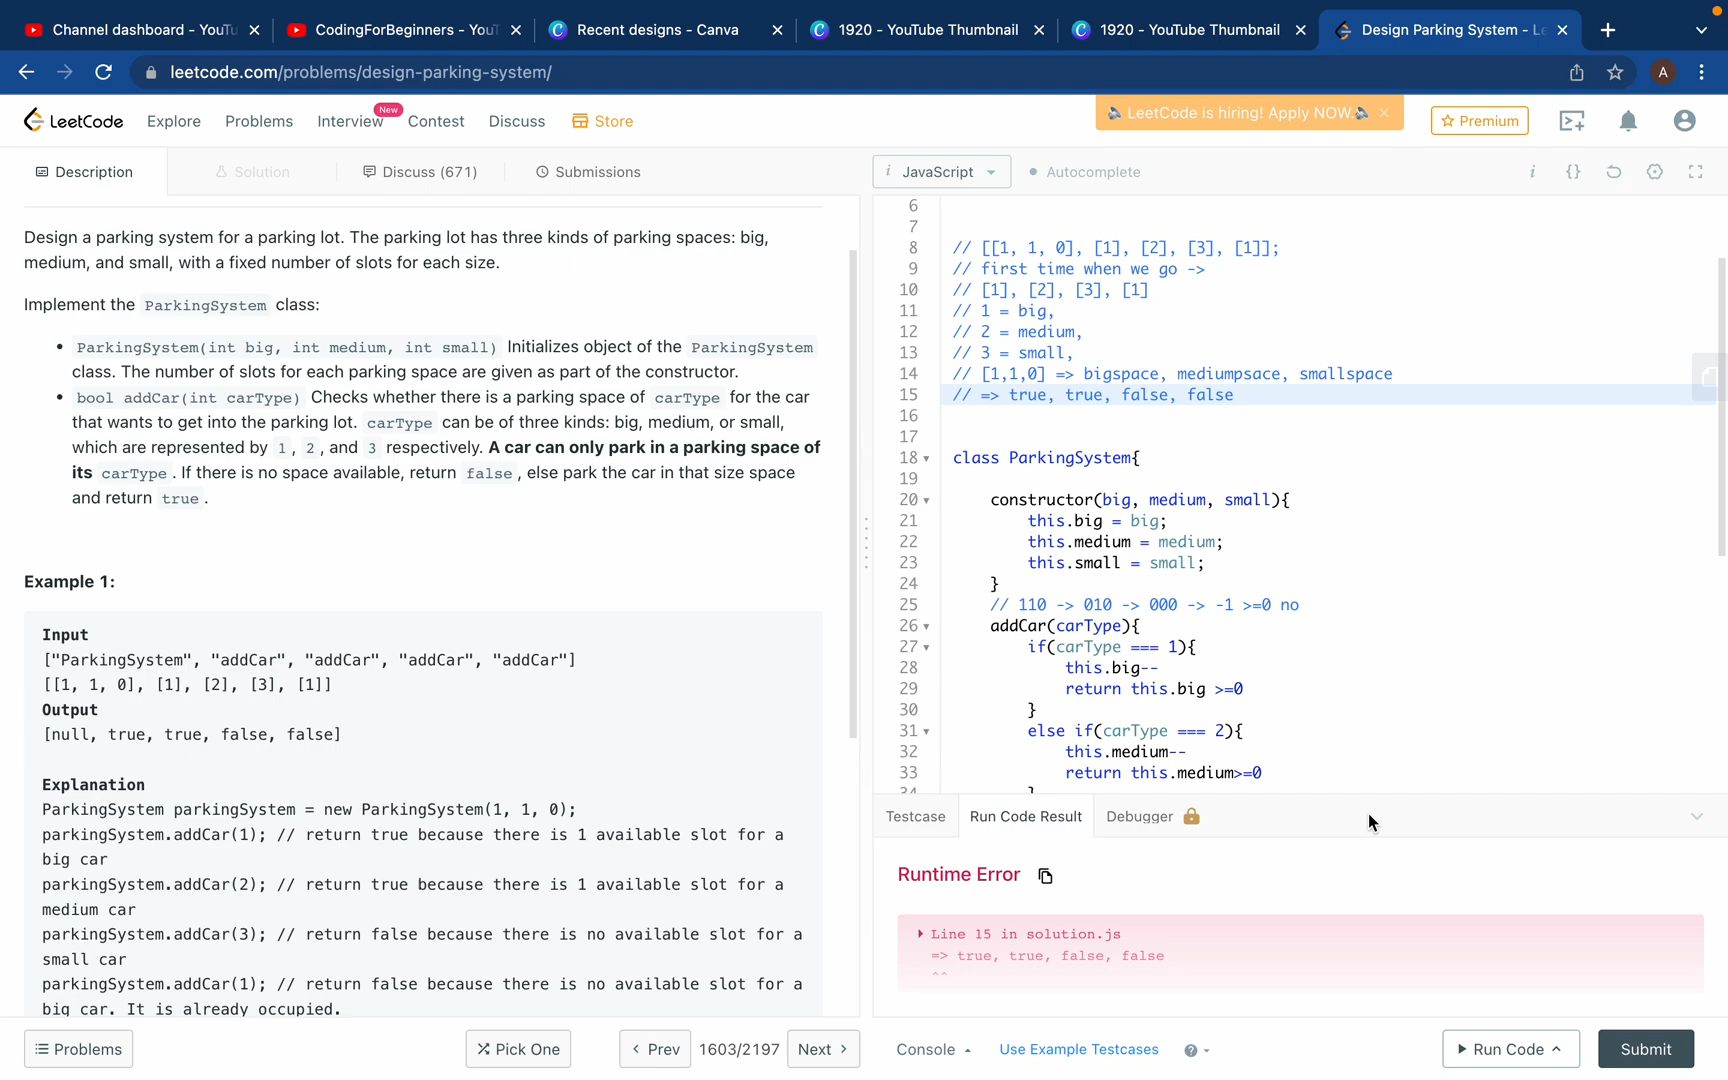 Channel dashboard - YouTu
CodingForBeginners - YouT
Recent designs - Canva
1920 - YouTube Thumbnail
1920 - YouTube Thumbnail
Design Parking System - Le
leetcode.com/problems/design-parking-system/
A
LeetCode
Explore
Problems
Interview
New
Contest
Discuss
Store
LeetCode is hiring! Apply NOW.
Premium
Description
Solution
Discuss (671)
Submissions
i JavaScript
Autocomplete
Design a parking system for a parking lot. The parking lot has three kinds of parking spaces: big,
medium, and small, with a fixed number of slots for each size.
Implement the ParkingSystem class:
• ParkingSystem(int big, int medium, int small) Initializes object of the ParkingSystem
class. The number of slots for each parking space are given as part of the constructor.
• bool addCar(int carType) Checks whether there is a parking space of carType for the car
that wants to get into the parking lot. carType can be of three kinds: big, medium, or small,
which are represented by 1, 2, and 3 respectively. A car can only park in a parking space of
its carType. If there is no space available, return false, else park the car in that size space
and return true.
Example 1:
Input
["ParkingSystem", "addCar", "addCar", "addCar", "addCar"]
[[1, 1, 0], [1], [2], [3], [1]]
Output
[null, true, true, false, false]
Explanation
ParkingSystem parkingSystem = new ParkingSystem(1, 1, 0);
parkingSystem.addCar(1); // return true because there is 1 available slot for a
big car
parkingSystem.addCar(2); // return true because there is 1 available slot for a
medium car
parkingSystem.addCar(3); // return false because there is no available slot for a
small car
parkingSystem.addCar(1); // return false because there is no available slot for a
big car. It is already occupied.
6
7
8 // [[1, 1, 0], [1], [2], [3], [1]];
9 // first time when we go ->
10 // [1], [2], [3], [1]
11 // 1 = big,
12 // 2 = medium,
13 // 3 = small,
14 // [1,1,0] => bigspace, mediumpsace, smallspace
15 // => true, true, false, false
16
17
18 class ParkingSystem{
19
20 constructor(big, medium, small){
21 this.big = big;
22 this.medium = medium;
23 this.small = small;
24 }
25 // 110 -> 010 -> 000 -> -1 >=0 no
26 addCar(carType){
27 if(carType === 1){
28 this.big--
29 return this.big >=0
30 }
31 else if(carType === 2){
32 this.medium--
33 return this.medium>=0
34 }
Testcase
Run Code Result
Debugger
Runtime Error
Line 15 in solution.js
=> true, true, false, false
^^
Problems
Pick One
Prev
1603/2197
Next
Console
Use Example Testcases
Run Code
Submit